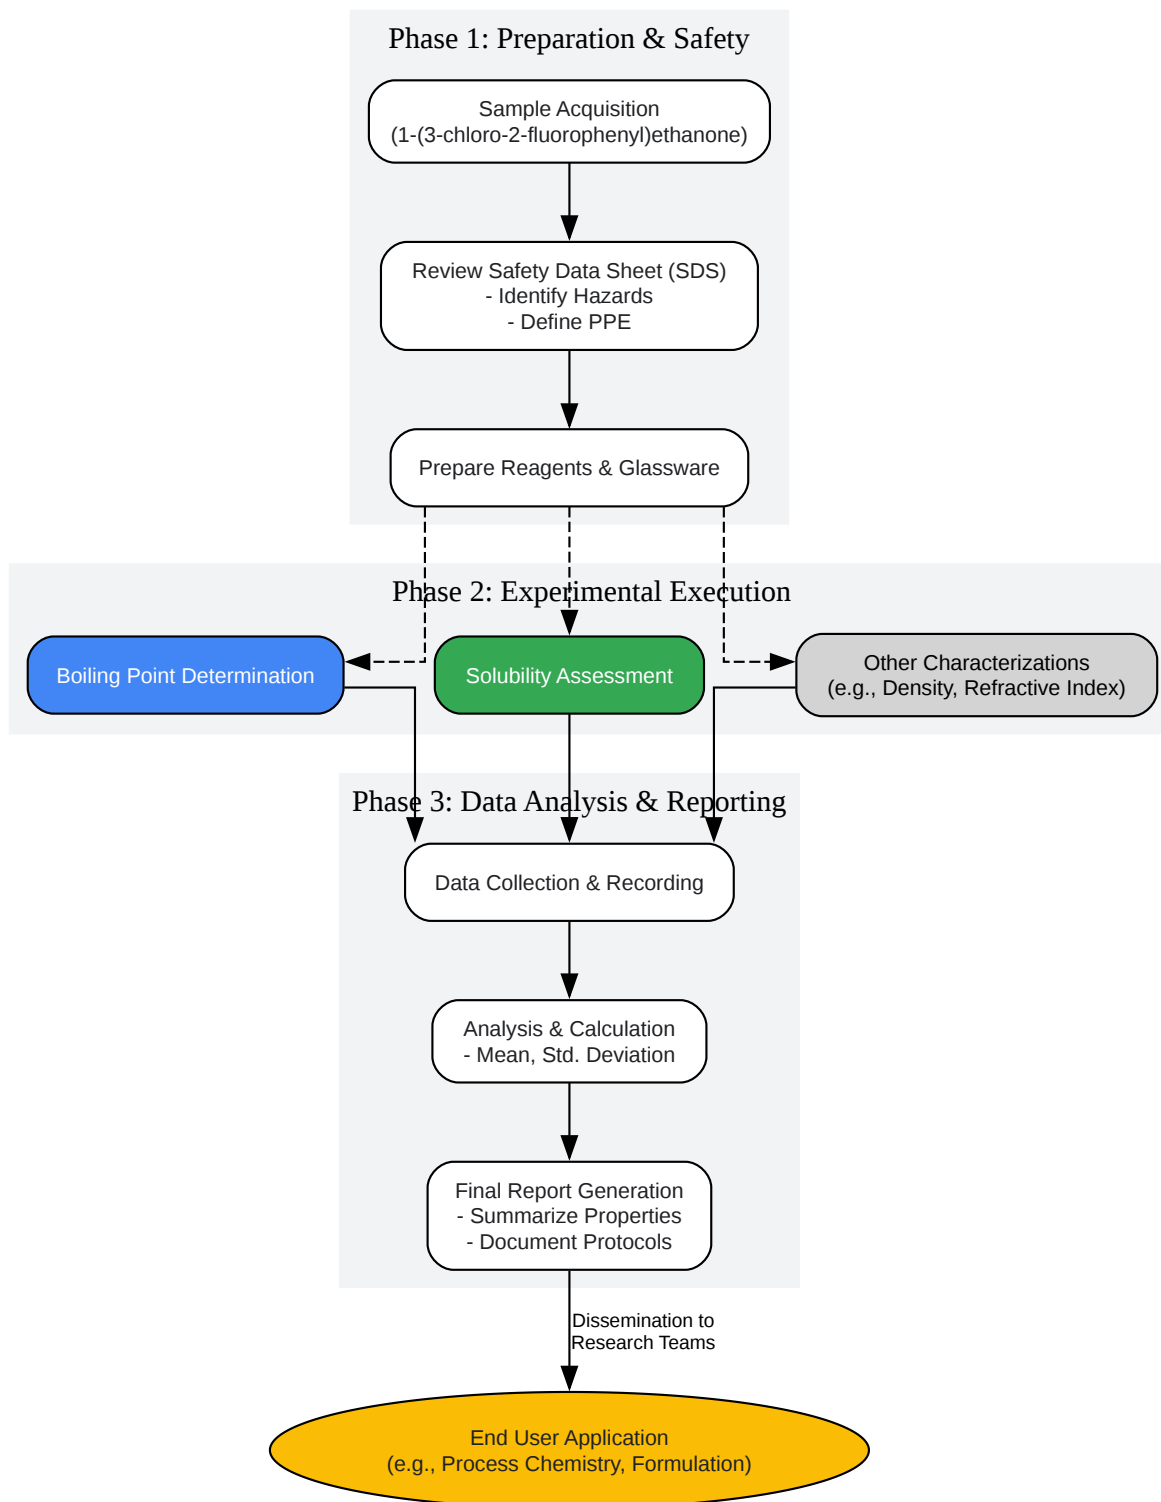 Phase 1: Preparation & Safety
Sample Acquisition
(1-(3-chloro-2-fluorophenyl)ethanone)
Review Safety Data Sheet (SDS)
- Identify Hazards
- Define PPE
Prepare Reagents & Glassware
Phase 2: Experimental Execution
Boiling Point Determination
Solubility Assessment
Other Characterizations
(e.g., Density, Refractive Index)
Phase 3: Data Analysis & Reporting
Data Collection & Recording
Analysis & Calculation
- Mean, Std. Deviation
Final Report Generation
- Summarize Properties
- Document Protocols
Dissemination to
Research Teams
End User Application
(e.g., Process Chemistry, Formulation)